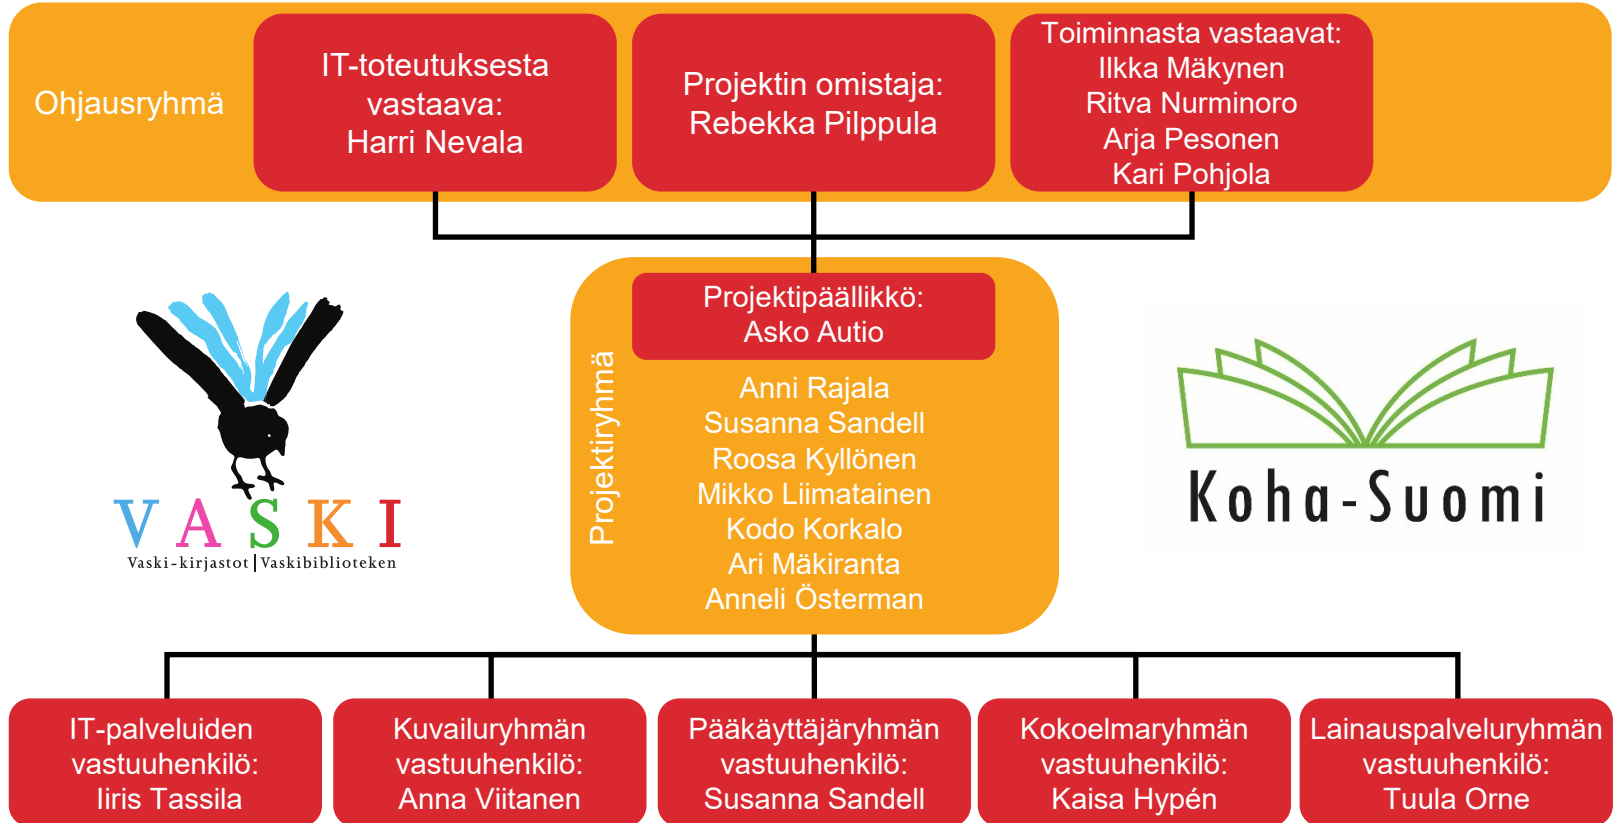 Ohjausryhmä
IT-toteutuksesta
vastaava:
Harri Nevala
Projektin omistaja:
Rebekka Pilppula
Toiminnasta vastaavat:
Ilkka Mäkynen
Ritva Nurminoro
Arja Pesonen
Kari Pohjola
Projektiryhmä
Projektipäällikkö:
Asko Autio
Anni Rajala
Susanna Sandell
Roosa Kyllönen
Mikko Liimatainen
Kodo Korkalo
Ari Mäkiranta
Anneli Österman
VASKI
Vaski-kirjastot | Vaskibiblioteken
Koha-Suomi
IT-palveluiden
vastuuhenkilö:
Iiris Tassila
Kuvailuryhmän
vastuuhenkilö:
Anna Viitanen
Pääkäyttäjäryhmän
vastuuhenkilö:
Susanna Sandell
Kokoelmaryhmän
vastuuhenkilö:
Kaisa Hypén
Lainauspalveluryhmän
vastuuhenkilö:
Tuula Orne